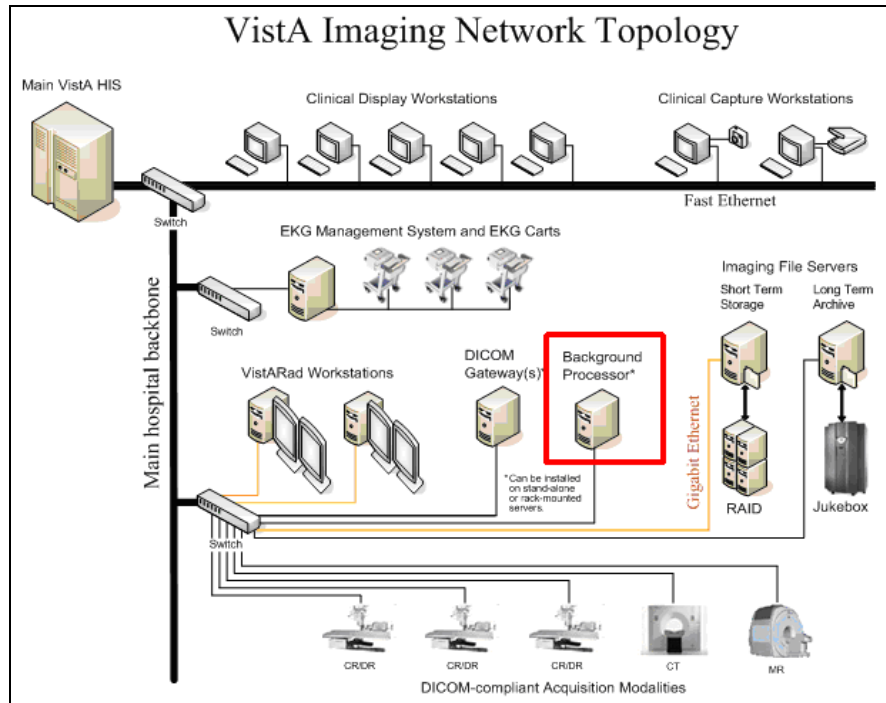 VistA Imaging Network Topology
Main VistA HIS
Clinical Display Workstations
Clinical Capture Workstations
Switch
Fast Ethernet
Main hospital backbone
EKG Management System and EKG Carts
Switch
Imaging File Servers
Short Term
Storage
Long Term
Archive
VistARad Workstations
DICOM
Gateway(s)*
Background
Processor*
*Can be installed
on stand-alone
or rack-mounted
servers.
Gigabit Ethernet
RAID
Jukebox
Switch
CR/DR
CR/DR
CR/DR
CT
MR
DICOM-compliant Acquisition Modalities